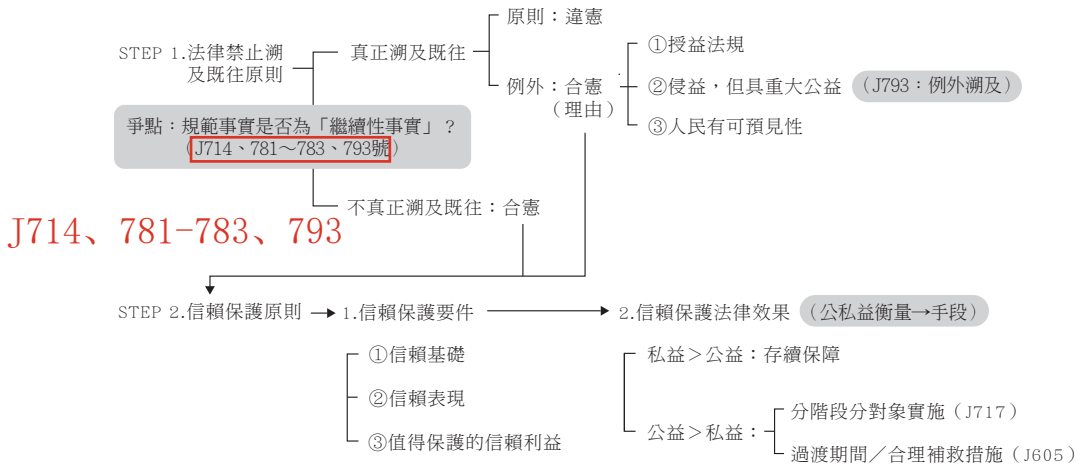 STEP 1.法律禁止溯
及既往原則
真正溯及既往
原則：違憲
例外：合憲
（理由）
①授益法規
②侵益，但具重大公益 （J793：例外溯及）
③人民有可預見性
爭點：規範事實是否為「繼續性事實」？
（J714、781～783、793號）
不真正溯及既往：合憲
J714、781-783、793
STEP 2.信賴保護原則
1.信賴保護要件
①信賴基礎
②信賴表現
③值得保護的信賴利益
2.信賴保護法律效果 （公私益衡量→手段）
私益＞公益：存續保障
公益＞私益：
分階段分對象實施（J717）
過渡期間／合理補救措施（J605）